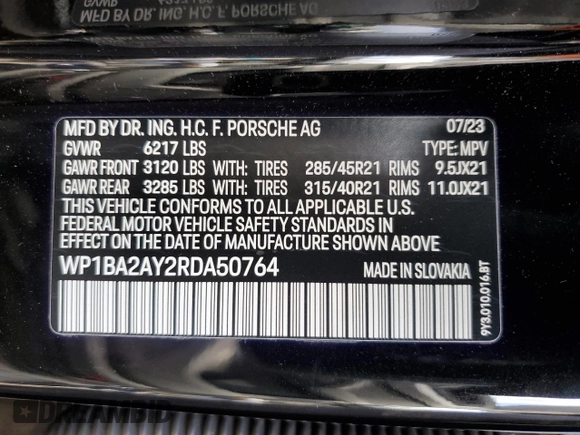 MFD BY DR. ING. H.C. F. PORSCHE AG 07/23
GVWR 6217 LBS TYPE: MPV
GAWR FRONT 3120 LBS WITH: TIRES 285/45R21 RIMS 9.5JX21
GAWR REAR 3285 LBS WITH: TIRES 315/40R21 RIMS 11.0JX21
THIS VEHICLE CONFORMS TO ALL APPLICABLE U.S.
FEDERAL MOTOR VEHICLE SAFETY STANDARDS IN
EFFECT ON THE DATE OF MANUFACTURE SHOWN ABOVE
WP1BA2AY2RDA50764 MADE IN SLOVAKIA
9Y3.010.016.BT